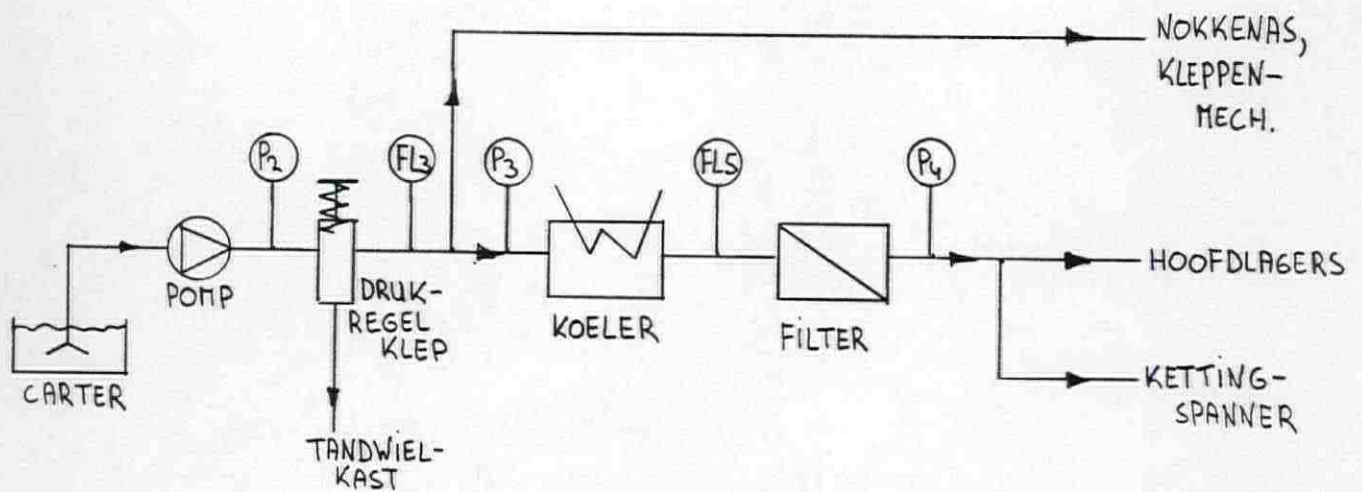 NOKKENAS,
KLEPPEN-
MECH.
P2
FL3
P3
FL5
P4
POMP
DRUK-
REGEL
KLEP
KOELER
FILTER
HOOFDLAGERS
CARTER
KETTING-
SPANNER
TANDWIEL-
KAST